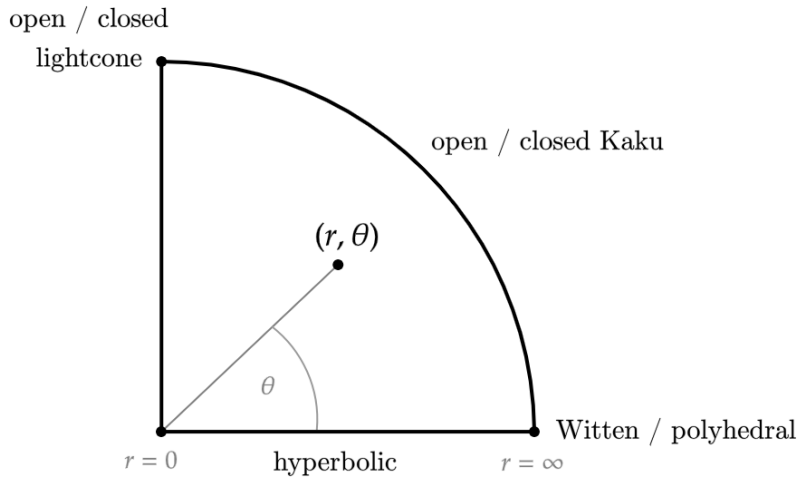 open / closed
lightcone
open / closed Kaku
(r, θ)
θ
Witten / polyhedral
r = 0
hyperbolic
r = ∞